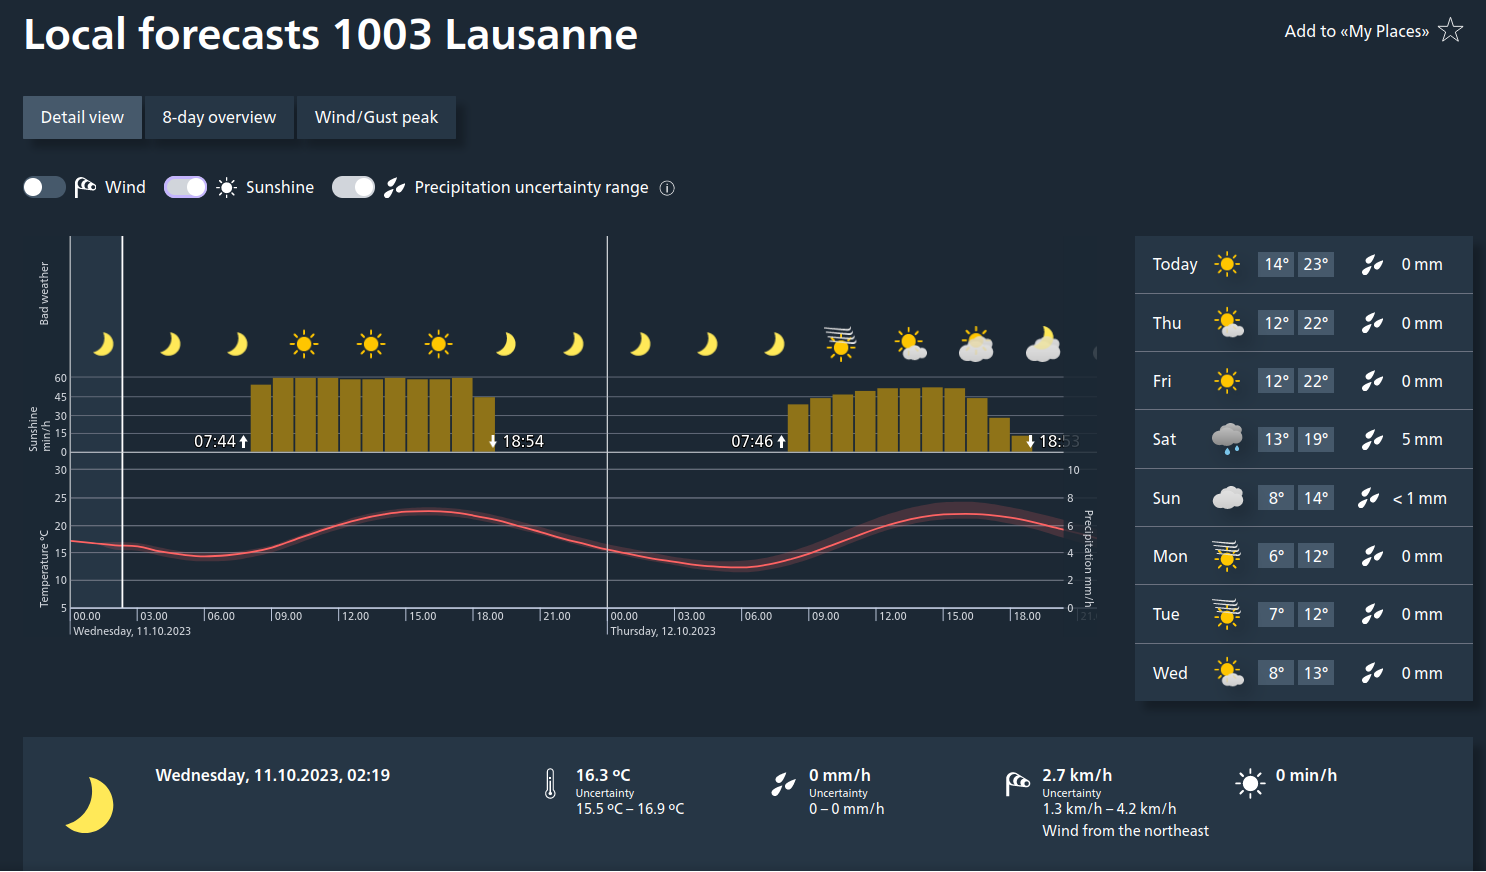 Local forecasts 1003 Lausanne
Add to «My Places»
Detail view
8-day overview
Wind/Gust peak
Wind
Sunshine
Precipitation uncertainty range
Bad weather
Sunshine
min/h
60
45
30
15
0
07:44
18:54
07:46
18:53
Temperature °C
30
25
20
15
10
5
10
8
6
4
2
0
Precipitation mm/h
00.00 03.00 06.00 09.00 12.00 15.00 18.00 21.00 00.00 03.00 06.00 09.00 12.00 15.00 18.00 21.
Wednesday, 11.10.2023
Thursday, 12.10.2023
Today 14° 23° 0 mm
Thu 12° 22° 0 mm
Fri 12° 22° 0 mm
Sat 13° 19° 5 mm
Sun 8° 14° < 1 mm
Mon 6° 12° 0 mm
Tue 7° 12° 0 mm
Wed 8° 13° 0 mm
Wednesday, 11.10.2023, 02:19
16.3 ºC
Uncertainty
15.5 ºC – 16.9 ºC
0 mm/h
Uncertainty
0 – 0 mm/h
2.7 km/h
Uncertainty
1.3 km/h – 4.2 km/h
Wind from the northeast
0 min/h